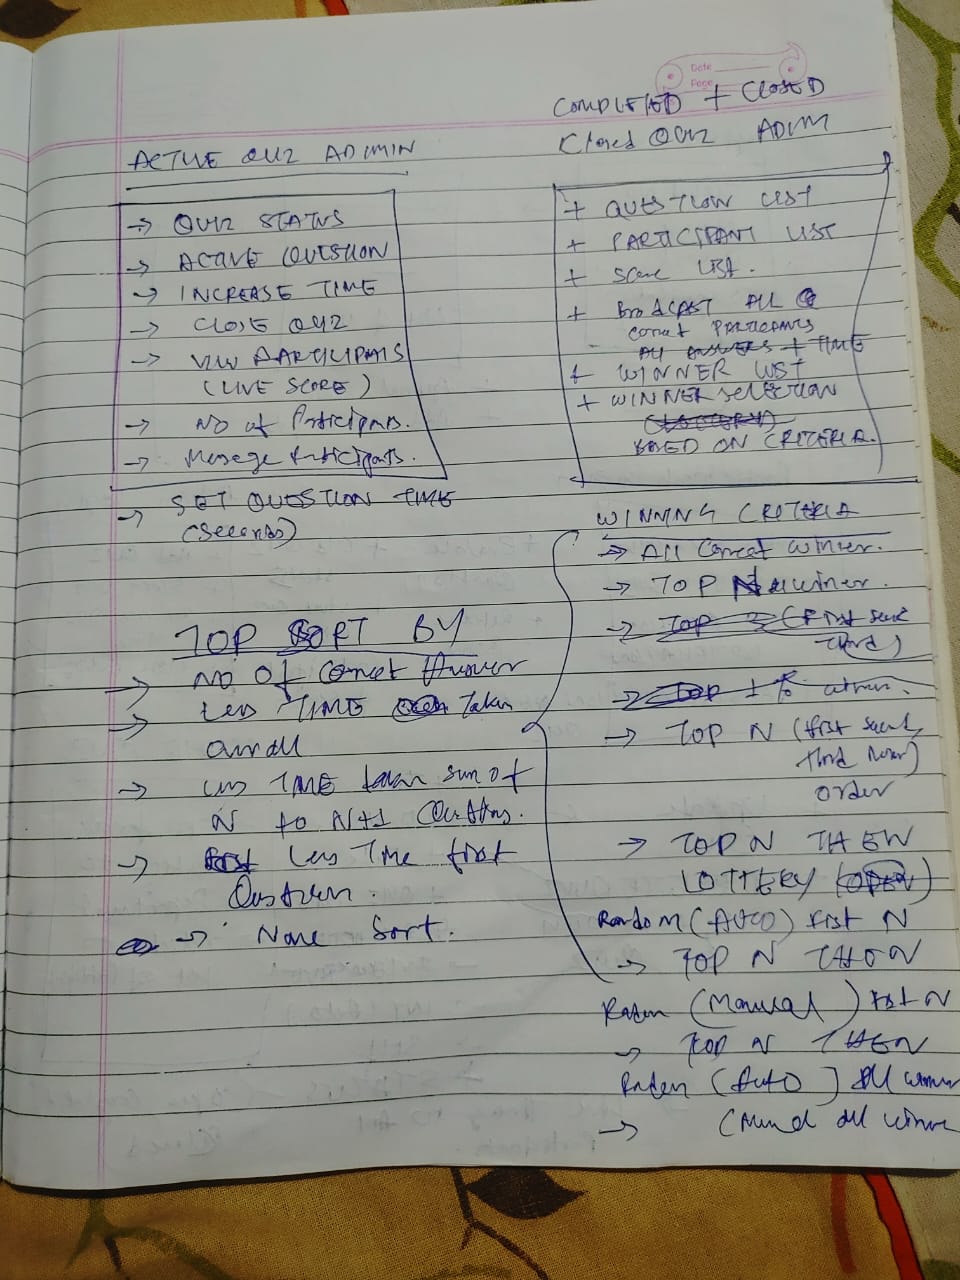 Date
Page
COMPLETED + CLOSED
Closed QUIZ ADMIN
ACTIVE QUIZ ADMIN
→ QUIZ STATUS
→ ACTIVE QUESTION
→ INCREASE TIME
→ CLOSE QUIZ
→ VIEW PARTICIPANTS
(LIVE SCORE)
→ NO of Participants.
→ Message Participants.
→ SET QUESTION TIME
(Seconds)
+ QUESTION LIST
+ PARTICIPANT LIST
+ Score LIST.
+ BROADCAST ALL
correct PARTICIPANTS
All ANSWERS + TIME
+ WINNER LIST
+ WINNER selection
BASED ON CRITERIA.
WINNING CRITERIA
→ All Correct winner.
→ TOP N winner.
→ Top 3 (First second
Third)
→ Top 1
→ TOP N (first second,
Third
order
→ TOP N THEN
LOTTERY (OPEN)
Random (AUTO) first N
→ TOP N THEN
Random (Manual) first N
→ TOP N THEN
Random (Auto) All winner
→ (Manual all winner
TOP SORT BY
→ NO Of Correct Answer
→ Less TIME Taken
overall
→ Less TIME taken sum of
N to N+1 Questions.
→ Less Time first
Question.
→ None Sort.